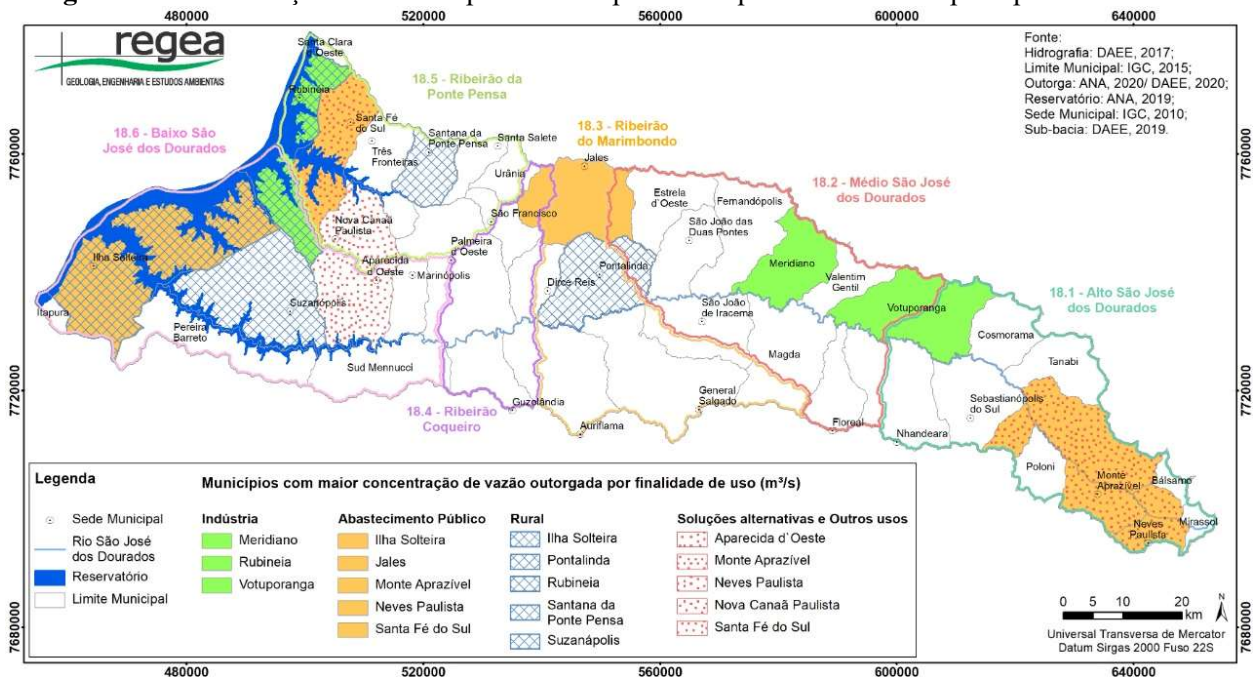 480000
520000
560000
600000
640000
regea
GEOLOGIA, ENGENHARIA E ESTUDOS AMBIENTAIS
Fonte:
Hidrografia: DAEE, 2017;
Limite Municipal: IGC, 2015;
Outorga: ANA, 2020/ DAEE, 2020;
Reservatório: ANA, 2019;
Sede Municipal: IGC, 2010;
Sub-bacia: DAEE, 2019.
7760000
7720000
7680000
7760000
7720000
7680000
18.5 - Ribeirão da
Ponte Pensa
18.6 - Baixo São
José dos Dourados
18.3 - Ribeirão
do Marimbondo
18.2 - Médio São José
dos Dourados
18.1 - Alto São José
dos Dourados
18.4 - Ribeirão
Coqueiro
Santa Clara
d'Oeste
Rubinéia
Santa Fé
do Sul
Três
Fronteiras
Santana da
Ponte Pensa
Santa Salete
Urânia
Jales
São Francisco
Nova Canaã
Paulista
Aparecida
d'Oeste
Marinópolis
Palmeira
d'Oeste
Ilha Solteira
Itapura
Suzanópolis
Pereira
Barreto
Sud Mennucci
Dirce Reis
Pontalinda
Estrela
d'Oeste
Fernandópolis
São João das
Duas Pontes
Meridiano
Valentim
Gentil
São João
de Iracema
Votuporanga
Cosmorama
Tanabi
Magda
Guzolândia
Auriflama
General
Salgado
Floreal
Nhandeara
Sebastianópolis
do Sul
Poloni
Monte
Aprazível
Bálsamo
Neves
Paulista
Mirassol
Legenda
Sede Municipal
Rio São José
dos Dourados
Reservatório
Limite Municipal
Municípios com maior concentração de vazão outorgada por finalidade de uso (m³/s)
Indústria
Meridiano
Rubineia
Votuporanga
Abastecimento Público
Ilha Solteira
Jales
Monte Aprazível
Neves Paulista
Santa Fé do Sul
Rural
Ilha Solteira
Pontalinda
Rubineia
Santana da
Ponte Pensa
Suzanápolis
Soluções alternativas e Outros usos
Aparecida d`Oeste
Monte Aprazível
Neves Paulista
Nova Canaã Paulista
Santa Fé do Sul
0 5 10 20
km
N
Universal Transversa de Mercator
Datum Sirgas 2000 Fuso 22S
480000
520000
560000
600000
640000